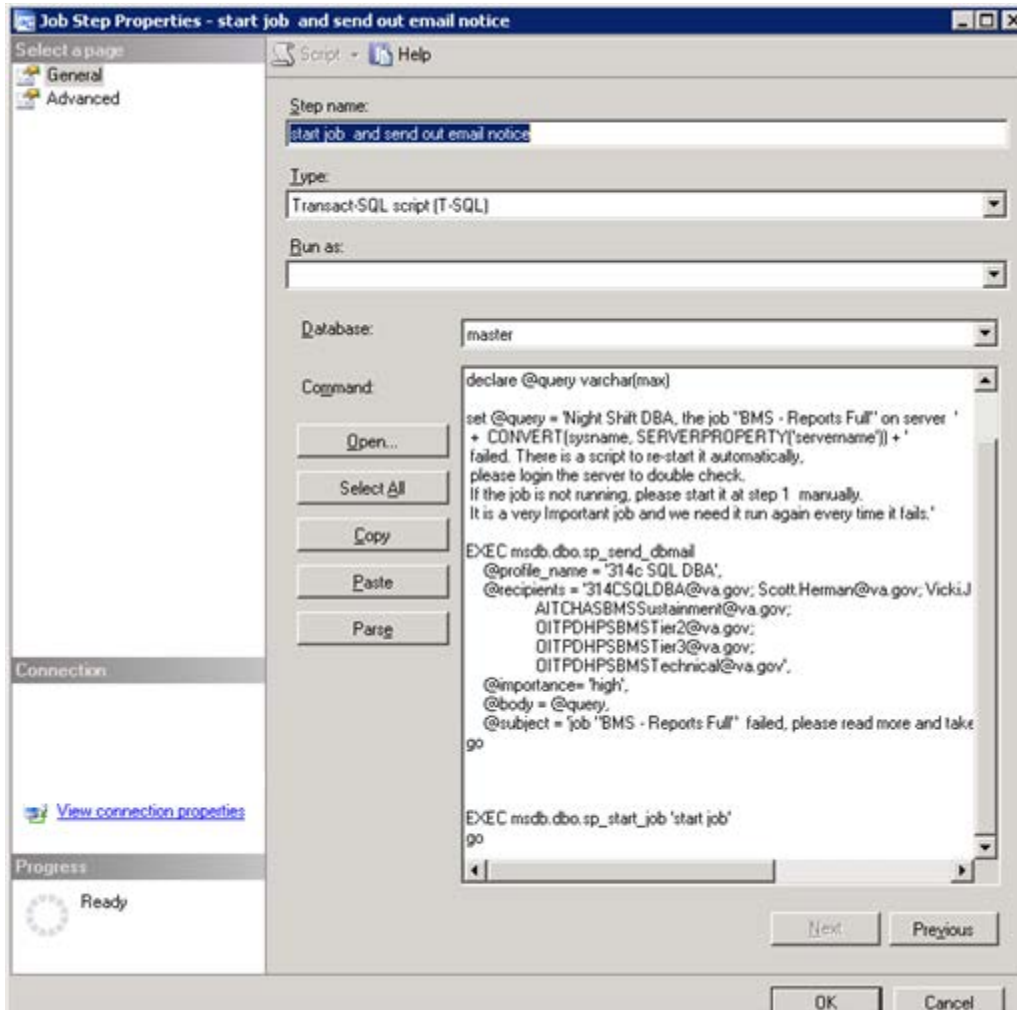 Job Step Properties - start job  and send out email notice
Select a page
General
Advanced
Script
Help
Step name:
start job  and send out email notice
Type:
Transact-SQL script (T-SQL)
Run as:
Database:
master
Command:
Open...
Select All
Copy
Paste
Parse
declare @query varchar(max)
set @query = 'Night Shift DBA, the job "BMS - Reports Full" on server  '
+  CONVERT(sysname, SERVERPROPERTY('servername')) + '
failed. There is a script to re-start it automatically,
please login the server to double check.
If the job is not running, please start it at step 1  manually.
It is a very Important job and we need it run again every time it fails.'
EXEC msdb.dbo.sp_send_dbmail
@profile_name = '314c SQL DBA',
@recipients = '314CSQLDBA@va.gov; Scott.Herman@va.gov; Vicki.J
AITCHASBMSSustainment@va.gov;
OITPDHPSBMSTier2@va.gov;
OITPDHPSBMSTier3@va.gov;
OITPDHPSBMSTechnical@va.gov',
@importance= 'high',
@body = @query,
@subject = 'job "BMS - Reports Full"  failed, please read more and take
go
EXEC msdb.dbo.sp_start_job 'start job'
go
Connection
View connection properties
Progress
Ready
Next
Previous
OK
Cancel